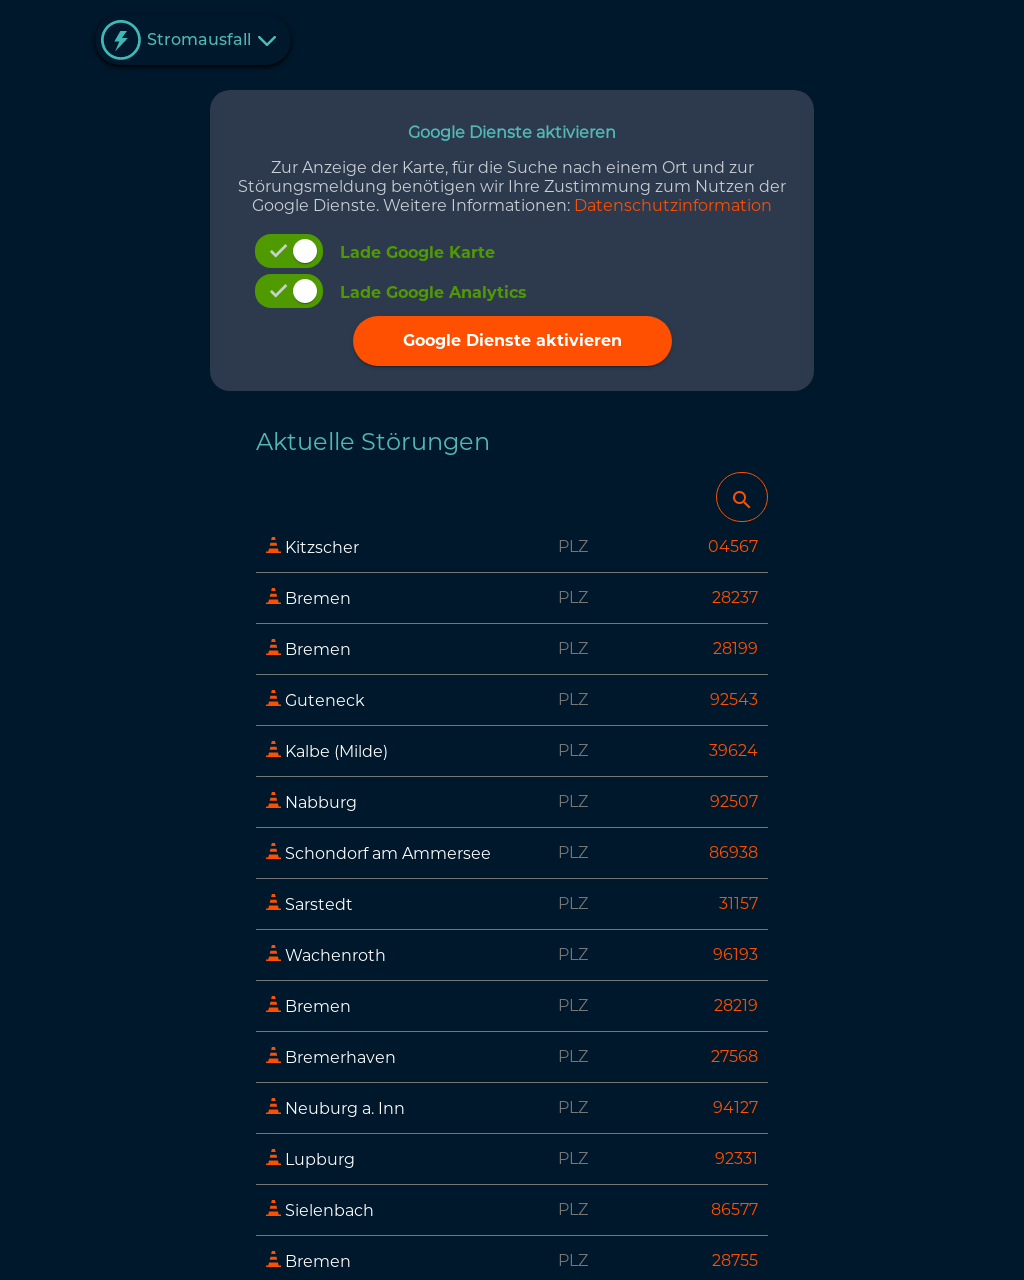 Stromausfall
Google Dienste aktivieren
Zur Anzeige der Karte, für die Suche nach einem Ort und zur
Störungsmeldung benötigen wir Ihre Zustimmung zum Nutzen der
Google Dienste. Weitere Informationen: Datenschutzinformation
Lade Google Karte
Lade Google Analytics
Google Dienste aktivieren
Aktuelle Störungen
Kitzscher PLZ 04567
Bremen PLZ 28237
Bremen PLZ 28199
Guteneck PLZ 92543
Kalbe (Milde) PLZ 39624
Nabburg PLZ 92507
Schondorf am Ammersee PLZ 86938
Sarstedt PLZ 31157
Wachenroth PLZ 96193
Bremen PLZ 28219
Bremerhaven PLZ 27568
Neuburg a. Inn PLZ 94127
Lupburg PLZ 92331
Sielenbach PLZ 86577
Bremen PLZ 28755